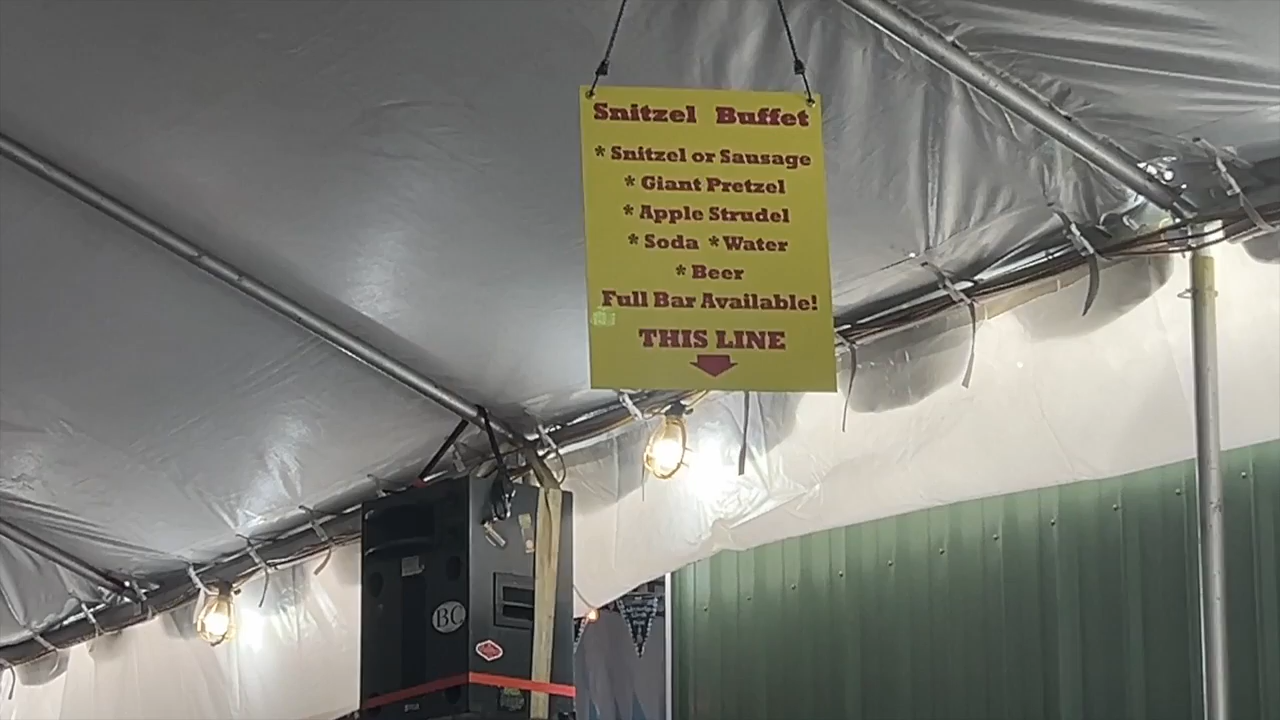 Snitzel Buffet
* Snitzel or Sausage
* Giant Pretzel
* Apple Strudel
* Soda * Water
* Beer
Full Bar Available!
THIS LINE
BC